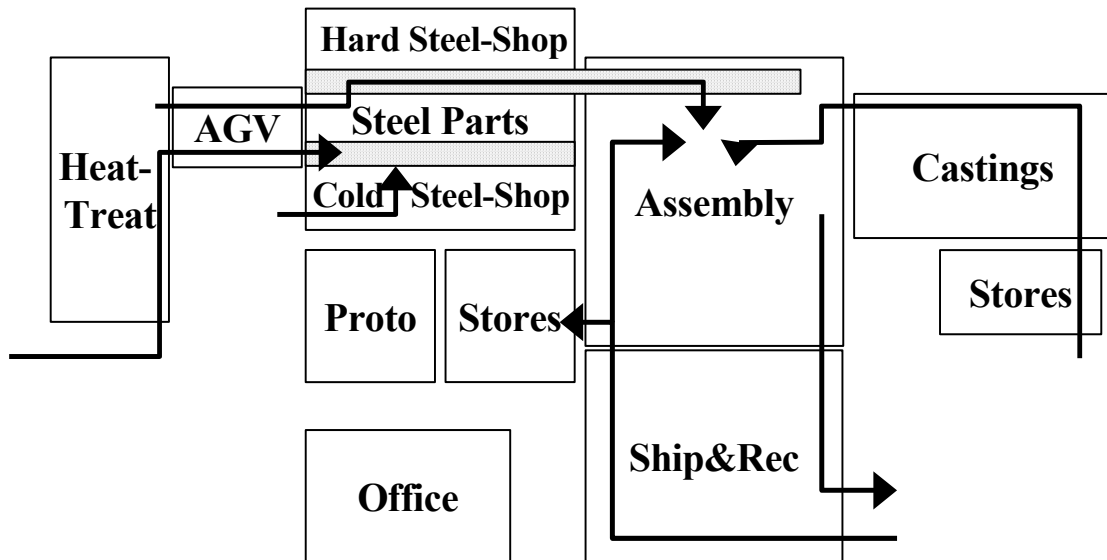 Hard Steel-Shop
AGV
Steel Parts
Heat-
Treat
Cold Steel-Shop
Assembly
Castings
Proto
Stores
Stores
Ship&Rec
Office